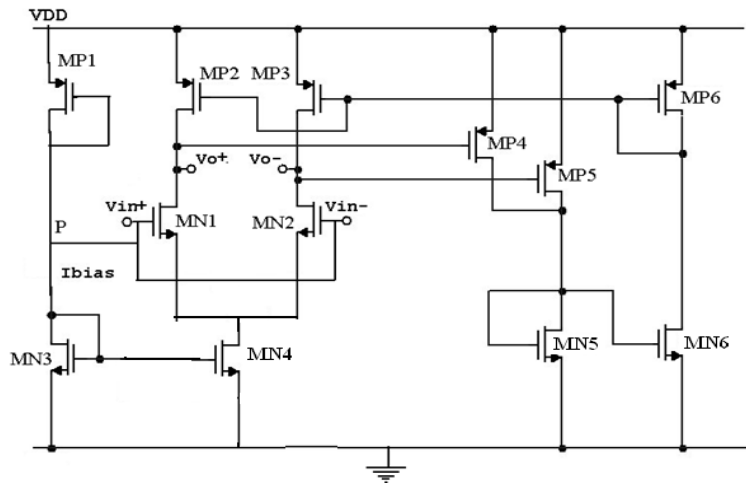 VDD
MP1
MP2
MP3
MP6
MP4
MP5
Vo+
Vo-
Vin+
Vin-
MN1
MN2
P
Ibias
MN3
MN4
MN5
MN6